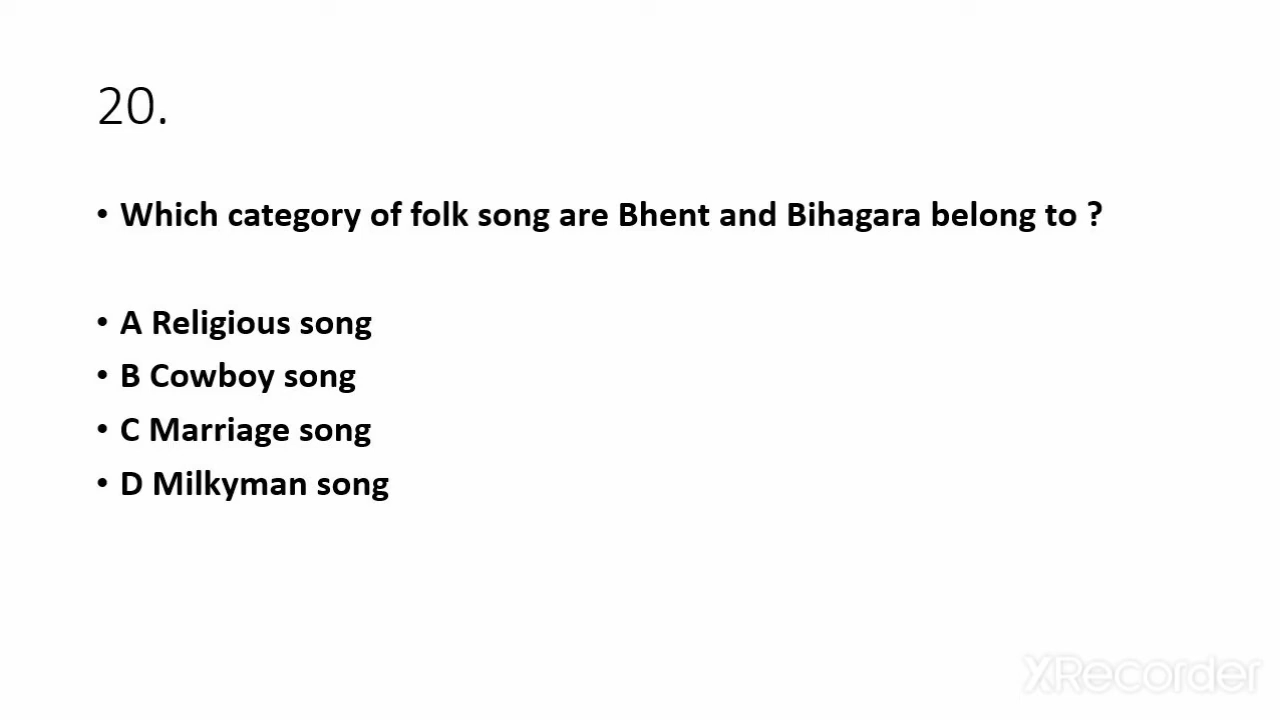 20.
• Which category of folk song are Bhent and Bihagara belong to ?
• A Religious song
• B Cowboy song
• C Marriage song
• D Milkyman song
XRecorder